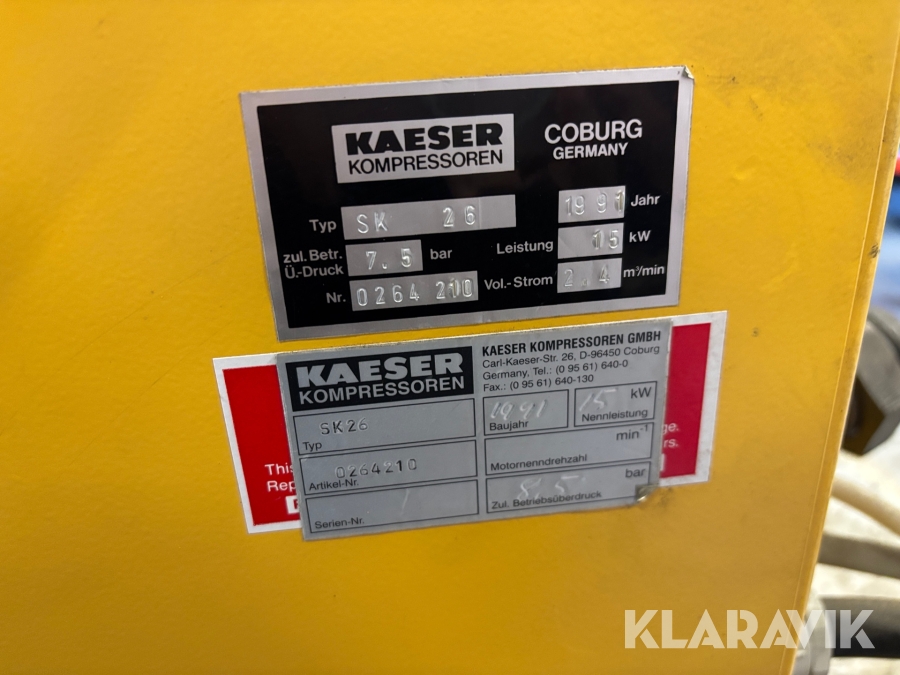 KAESER
KOMPRESSOREN
COBURG
GERMANY
Typ SK 26
1991 Jahr
zul. Betr.
Ü.-Druck 7.5 bar
Leistung 15 kW
Nr. 0264 210
Vol.-Strom 2.4 m³/min
KAESER
KOMPRESSOREN
KAESER KOMPRESSOREN GMBH
Carl-Kaeser-Str. 26, D-96450 Coburg
Germany, Tel.: (0 95 61) 640-0
Fax.: (0 95 61) 640-130
SK26
Typ
1991
Baujahr
15 kW
Nennleistung
0264210
Artikel-Nr.
min-1
Motornenndrehzahl
Serien-Nr.
bar
Zul. Betriebsüberdruck
This
KLARAVIK